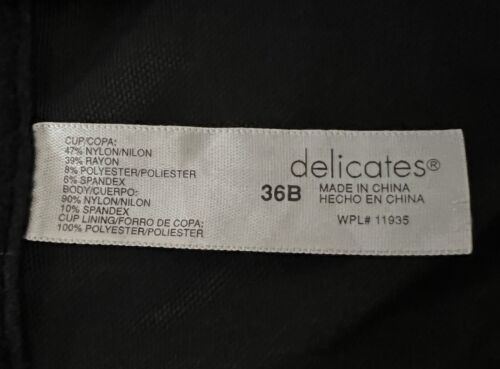 CUP/COPA:
47% NYLON/NILON
39% RAYON
8% POLYESTER/POLIESTER
6% SPANDEX
BODY/CUERPO:
90% NYLON/NILON
10% SPANDEX
CUP LINING/FORRO DE COPA:
100% POLYESTER/POLIESTER
delicates®
36B
MADE IN CHINA
HECHO EN CHINA
WPL# 11935